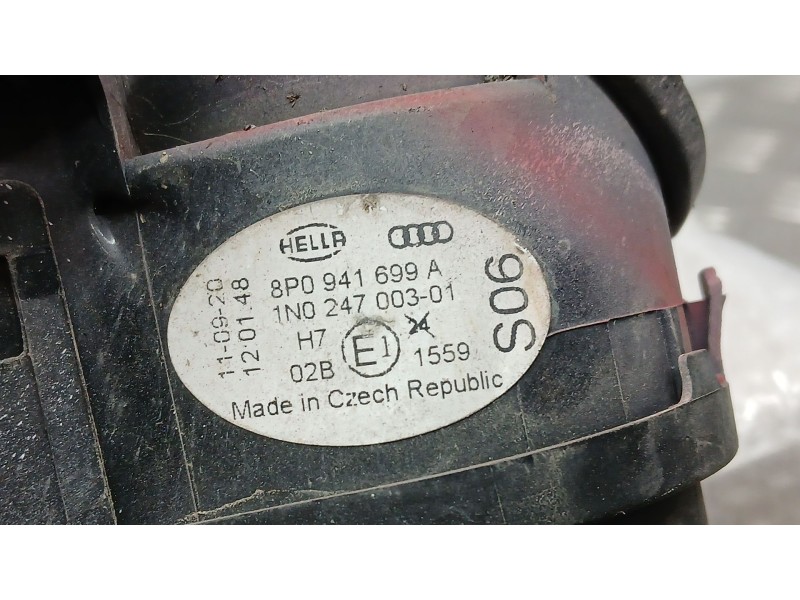 HELLA
8P0 941 699 A
1N0 247 003-01
H7 24
02B E1 1559
Made in Czech Republic
11-09-20
12:01:48
S06